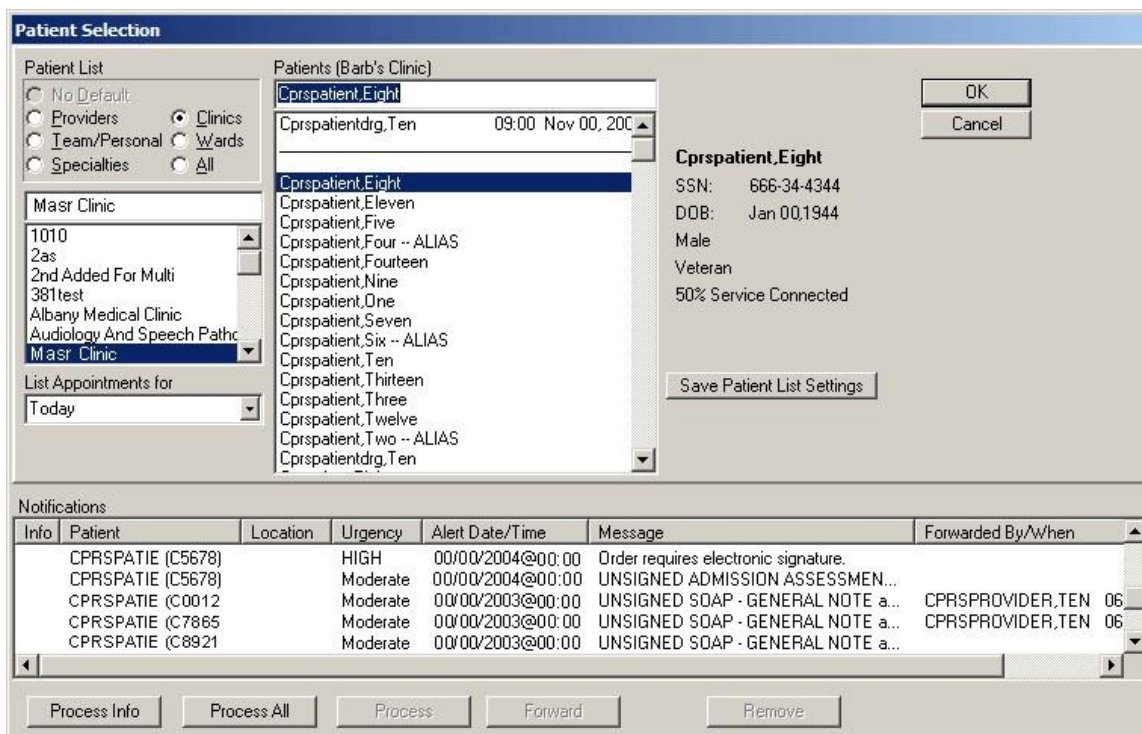 Patient Selection
Patient List
No Default
Providers
Clinics
Team/Personal
Wards
Specialties
All
Masr Clinic
1010
2as
2nd Added For Multi
381test
Albany Medical Clinic
Audiology And Speech Patho
Masr Clinic
List Appointments for
Today
Patients (Barb's Clinic)
Cprspatient,Eight
Cprspatientdrg,Ten 09:00 Nov 00, 200
Cprspatient,Eight
Cprspatient,Eleven
Cprspatient,Five
Cprspatient,Four -- ALIAS
Cprspatient,Fourteen
Cprspatient,Nine
Cprspatient,One
Cprspatient,Seven
Cprspatient,Six -- ALIAS
Cprspatient,Ten
Cprspatient,Thirteen
Cprspatient,Three
Cprspatient,Twelve
Cprspatient,Two -- ALIAS
Cprspatientdrg,Ten
OK
Cancel
Cprspatient,Eight
SSN: 666-34-4344
DOB: Jan 00,1944
Male
Veteran
50% Service Connected
Save Patient List Settings
Notifications
Info Patient Location Urgency Alert Date/Time Message Forwarded By/When
CPRSPATIE (C5678) HIGH 00/00/2004@00:00 Order requires electronic signature.
CPRSPATIE (C5678) Moderate 00/00/2004@00:00 UNSIGNED ADMISSION ASSESSMEN...
CPRSPATIE (C0012 Moderate 00/00/2003@00:00 UNSIGNED SOAP - GENERAL NOTE a... CPRSPROVIDER,TEN 06
CPRSPATIE (C7865 Moderate 00/00/2003@00:00 UNSIGNED SOAP - GENERAL NOTE a... CPRSPROVIDER,TEN 06
CPRSPATIE (C8921 Moderate 00/00/2003@00:00 UNSIGNED SOAP - GENERAL NOTE a...
Process Info
Process All
Process
Forward
Remove